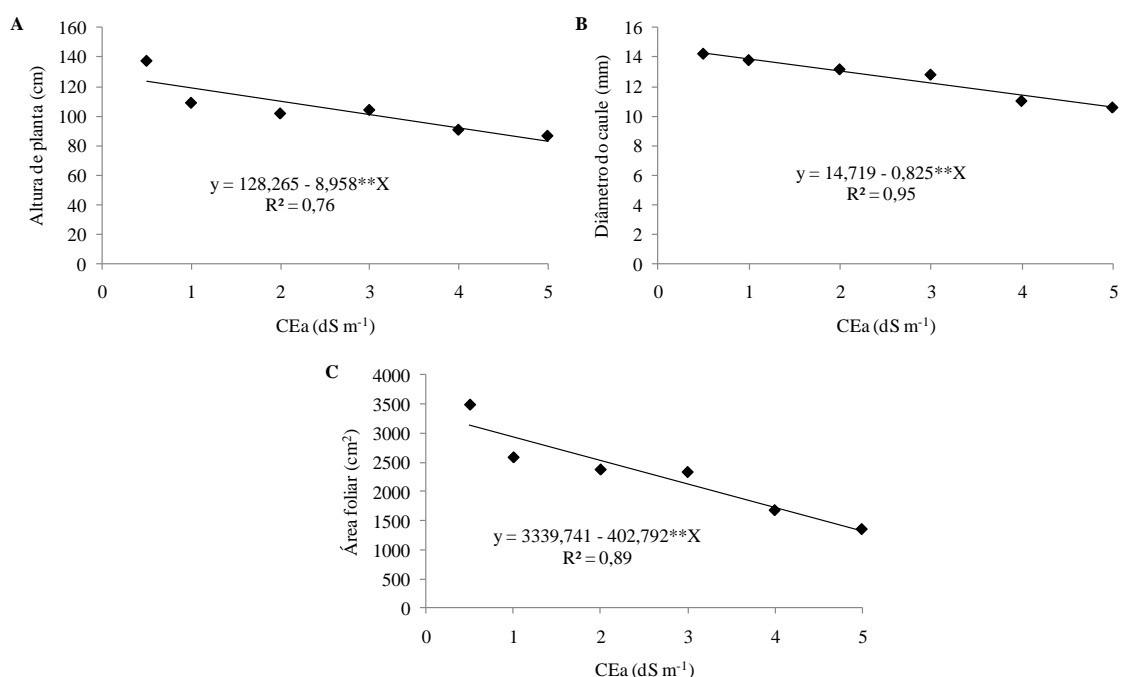 A
Altura de planta (cm)
160
140
120
100
80
60
40
20
0
y = 128,265 - 8,958**X
R² = 0,76
0 1 2 3 4 5
CEa (dS m⁻¹)
B
Diâmetro do caule (mm)
16
14
12
10
8
6
4
2
0
y = 14,719 - 0,825**X
R² = 0,95
0 1 2 3 4 5
CEa (dS m⁻¹)
C
Área foliar (cm²)
4000
3500
3000
2500
2000
1500
1000
500
0
y = 3339,741 - 402,792**X
R² = 0,89
0 1 2 3 4 5
CEa (dS m⁻¹)